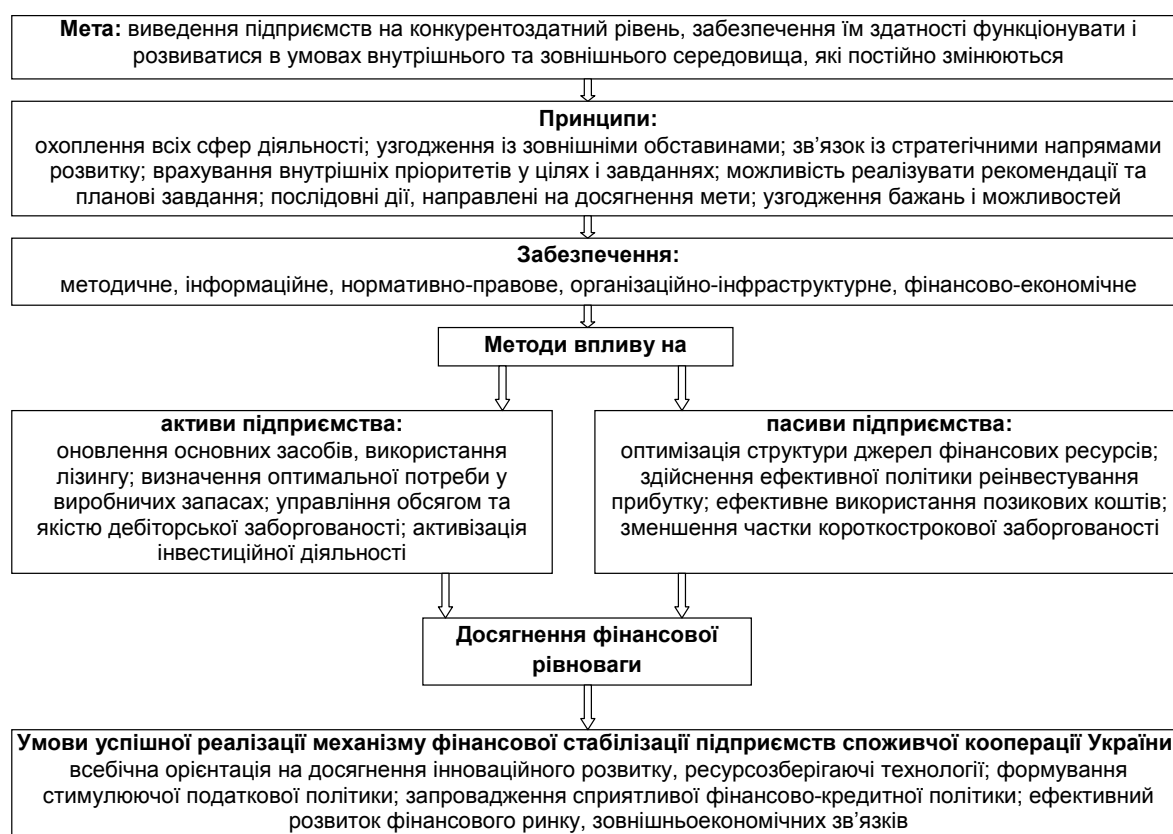 Мета: виведення підприємств на конкурентоздатний рівень, забезпечення їм здатності функціонувати і
розвиватися в умовах внутрішнього та зовнішнього середовища, які постійно змінюються
Принципи:
охоплення всіх сфер діяльності; узгодження із зовнішніми обставинами; зв’язок із стратегічними напрямами
розвитку; врахування внутрішніх пріоритетів у цілях і завданнях; можливість реалізувати рекомендації та
планові завдання; послідовні дії, направлені на досягнення мети; узгодження бажань і можливостей
Забезпечення:
методичне, інформаційне, нормативно-правове, організаційно-інфраструктурне, фінансово-економічне
Методи впливу на
активи підприємства:
оновлення основних засобів, використання
лізингу; визначення оптимальної потреби у
виробничих запасах; управління обсягом та
якістю дебіторської заборгованості; активізація
інвестиційної діяльності
пасиви підприємства:
оптимізація структури джерел фінансових ресурсів;
здійснення ефективної політики реінвестування
прибутку; ефективне використання позикових коштів;
зменшення частки короткострокової заборгованості
Досягнення фінансової
рівноваги
Умови успішної реалізації механізму фінансової стабілізації підприємств споживчої кооперації України
всебічна орієнтація на досягнення інноваційного розвитку, ресурсозберігаючі технології; формування
стимулюючої податкової політики; запровадження сприятливої фінансово-кредитної політики; ефективний
розвиток фінансового ринку, зовнішньоекономічних зв’язків